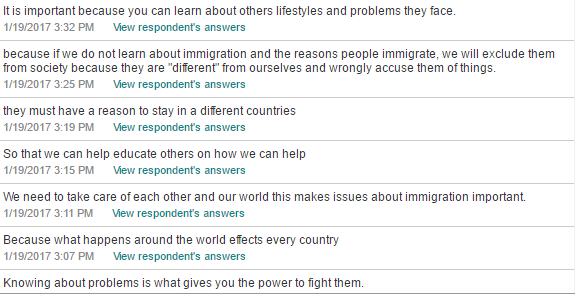 It is important because you can learn about others lifestyles and problems they face.
1/19/2017 3:32 PM View respondent's answers
because if we do not learn about immigration and the reasons people immigrate, we will exclude them
from society because they are "different" from ourselves and wrongly accuse them of things.
1/19/2017 3:25 PM View respondent's answers
they must have a reason to stay in a different countries
1/19/2017 3:19 PM View respondent's answers
So that we can help educate others on how we can help
1/19/2017 3:15 PM View respondent's answers
We need to take care of each other and our world this makes issues about immigration important.
1/19/2017 3:11 PM View respondent's answers
Because what happens around the world effects every country
1/19/2017 3:07 PM View respondent's answers
Knowing about problems is what gives you the power to fight them.